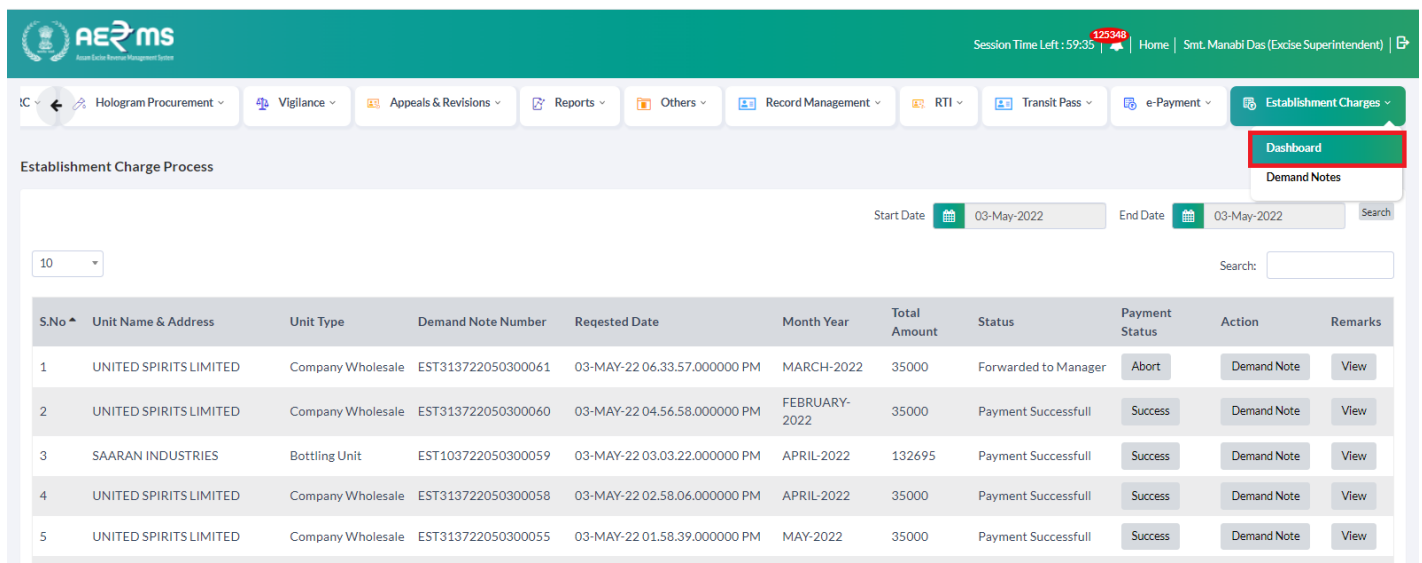 AERMS
Assam Excise Revenue Management System
Session Time Left : 59:35 125348 | Home | Smt. Manabi Das (Excise Superintendent) |
RC Hologram Procurement Vigilance Appeals & Revisions Reports Others Record Management RTI Transit Pass e-Payment Establishment Charges
Dashboard
Demand Notes
Establishment Charge Process
Start Date 03-May-2022 End Date 03-May-2022 Search
10 Search:
S.No Unit Name & Address Unit Type Demand Note Number Reqested Date Month Year Total Amount Status Payment Status Action Remarks
1 UNITED SPIRITS LIMITED Company Wholesale EST313722050300061 03-MAY-22 06.33.57.000000 PM MARCH-2022 35000 Forwarded to Manager Abort Demand Note View
2 UNITED SPIRITS LIMITED Company Wholesale EST313722050300060 03-MAY-22 04.56.58.000000 PM FEBRUARY-2022 35000 Payment Successfull Success Demand Note View
3 SAARAN INDUSTRIES Bottling Unit EST103722050300059 03-MAY-22 03.03.22.000000 PM APRIL-2022 132695 Payment Successfull Success Demand Note View
4 UNITED SPIRITS LIMITED Company Wholesale EST313722050300058 03-MAY-22 02.58.06.000000 PM APRIL-2022 35000 Payment Successfull Success Demand Note View
5 UNITED SPIRITS LIMITED Company Wholesale EST313722050300055 03-MAY-22 01.58.39.000000 PM MAY-2022 35000 Payment Successfull Success Demand Note View